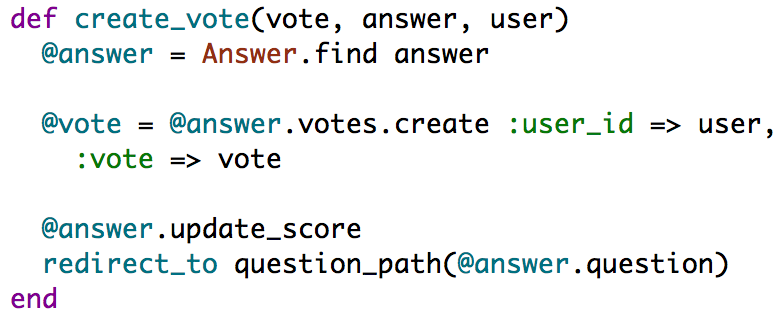 def create_vote(vote, answer, user)
  @answer = Answer.find answer
  @vote = @answer.votes.create :user_id => user,
    :vote => vote
  @answer.update_score
  redirect_to question_path(@answer.question)
end